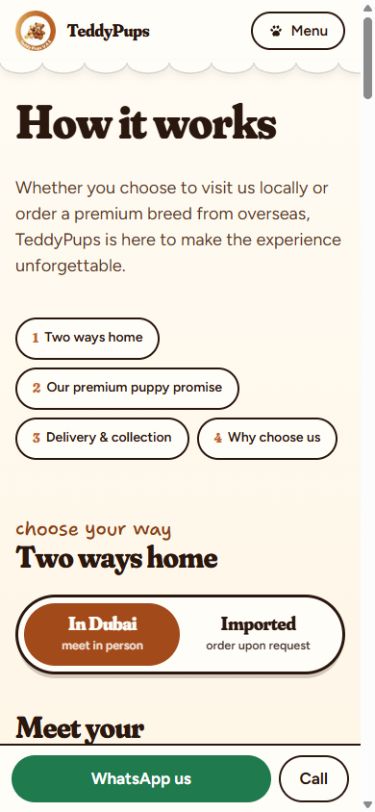 TeddyPups
Menu
How it works
Whether you choose to visit us locally or
order a premium breed from overseas,
TeddyPups is here to make the experience
unforgettable.
1 Two ways home
2 Our premium puppy promise
3 Delivery & collection
4 Why choose us
choose your way
Two ways home
In Dubai
meet in person
Imported
order upon request
Meet your
WhatsApp us
Call